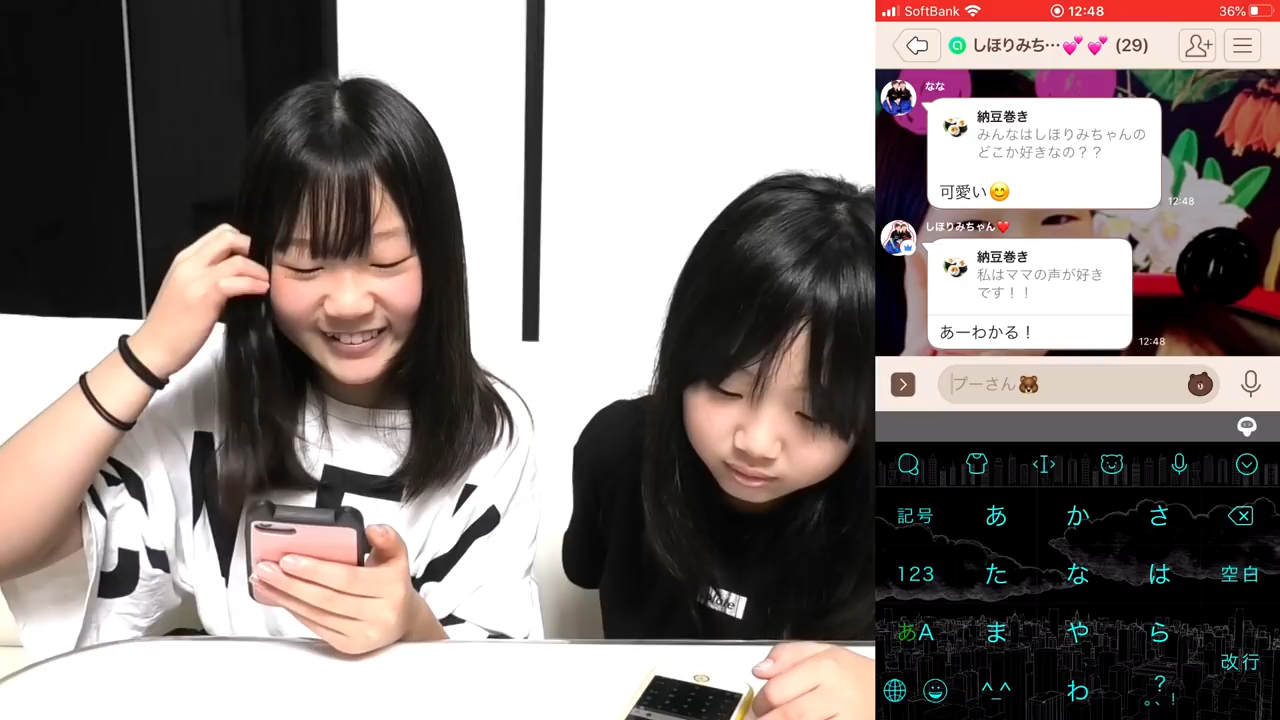 SoftBank 12:48 36%
しほりみち…💕💕 (29)
なな
納豆巻き
みんなはしほりみちゃんの
どこか好きなの？？
可愛い😊
12:48
しほりみちゃん❤️
納豆巻き
私はママの声が好き
です！！
あーわかる！
12:48
プーさん🐻
記号 あ か さ
123 た な は 空白
あA ま や ら
改行
^_^ わ 、。?!